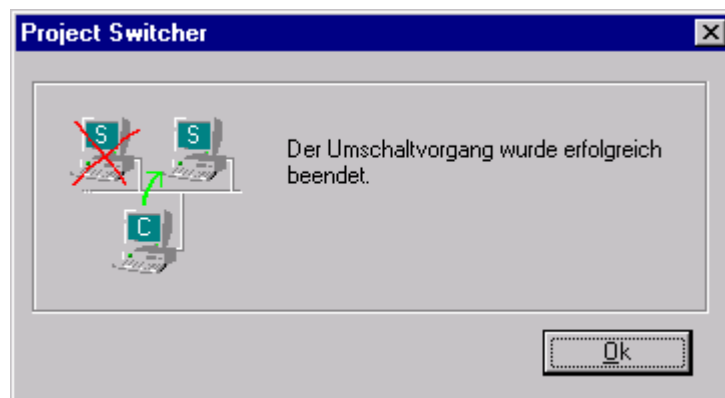 Project Switcher
S S
Der Umschaltvorgang wurde erfolgreich
beendet.
C
Ok